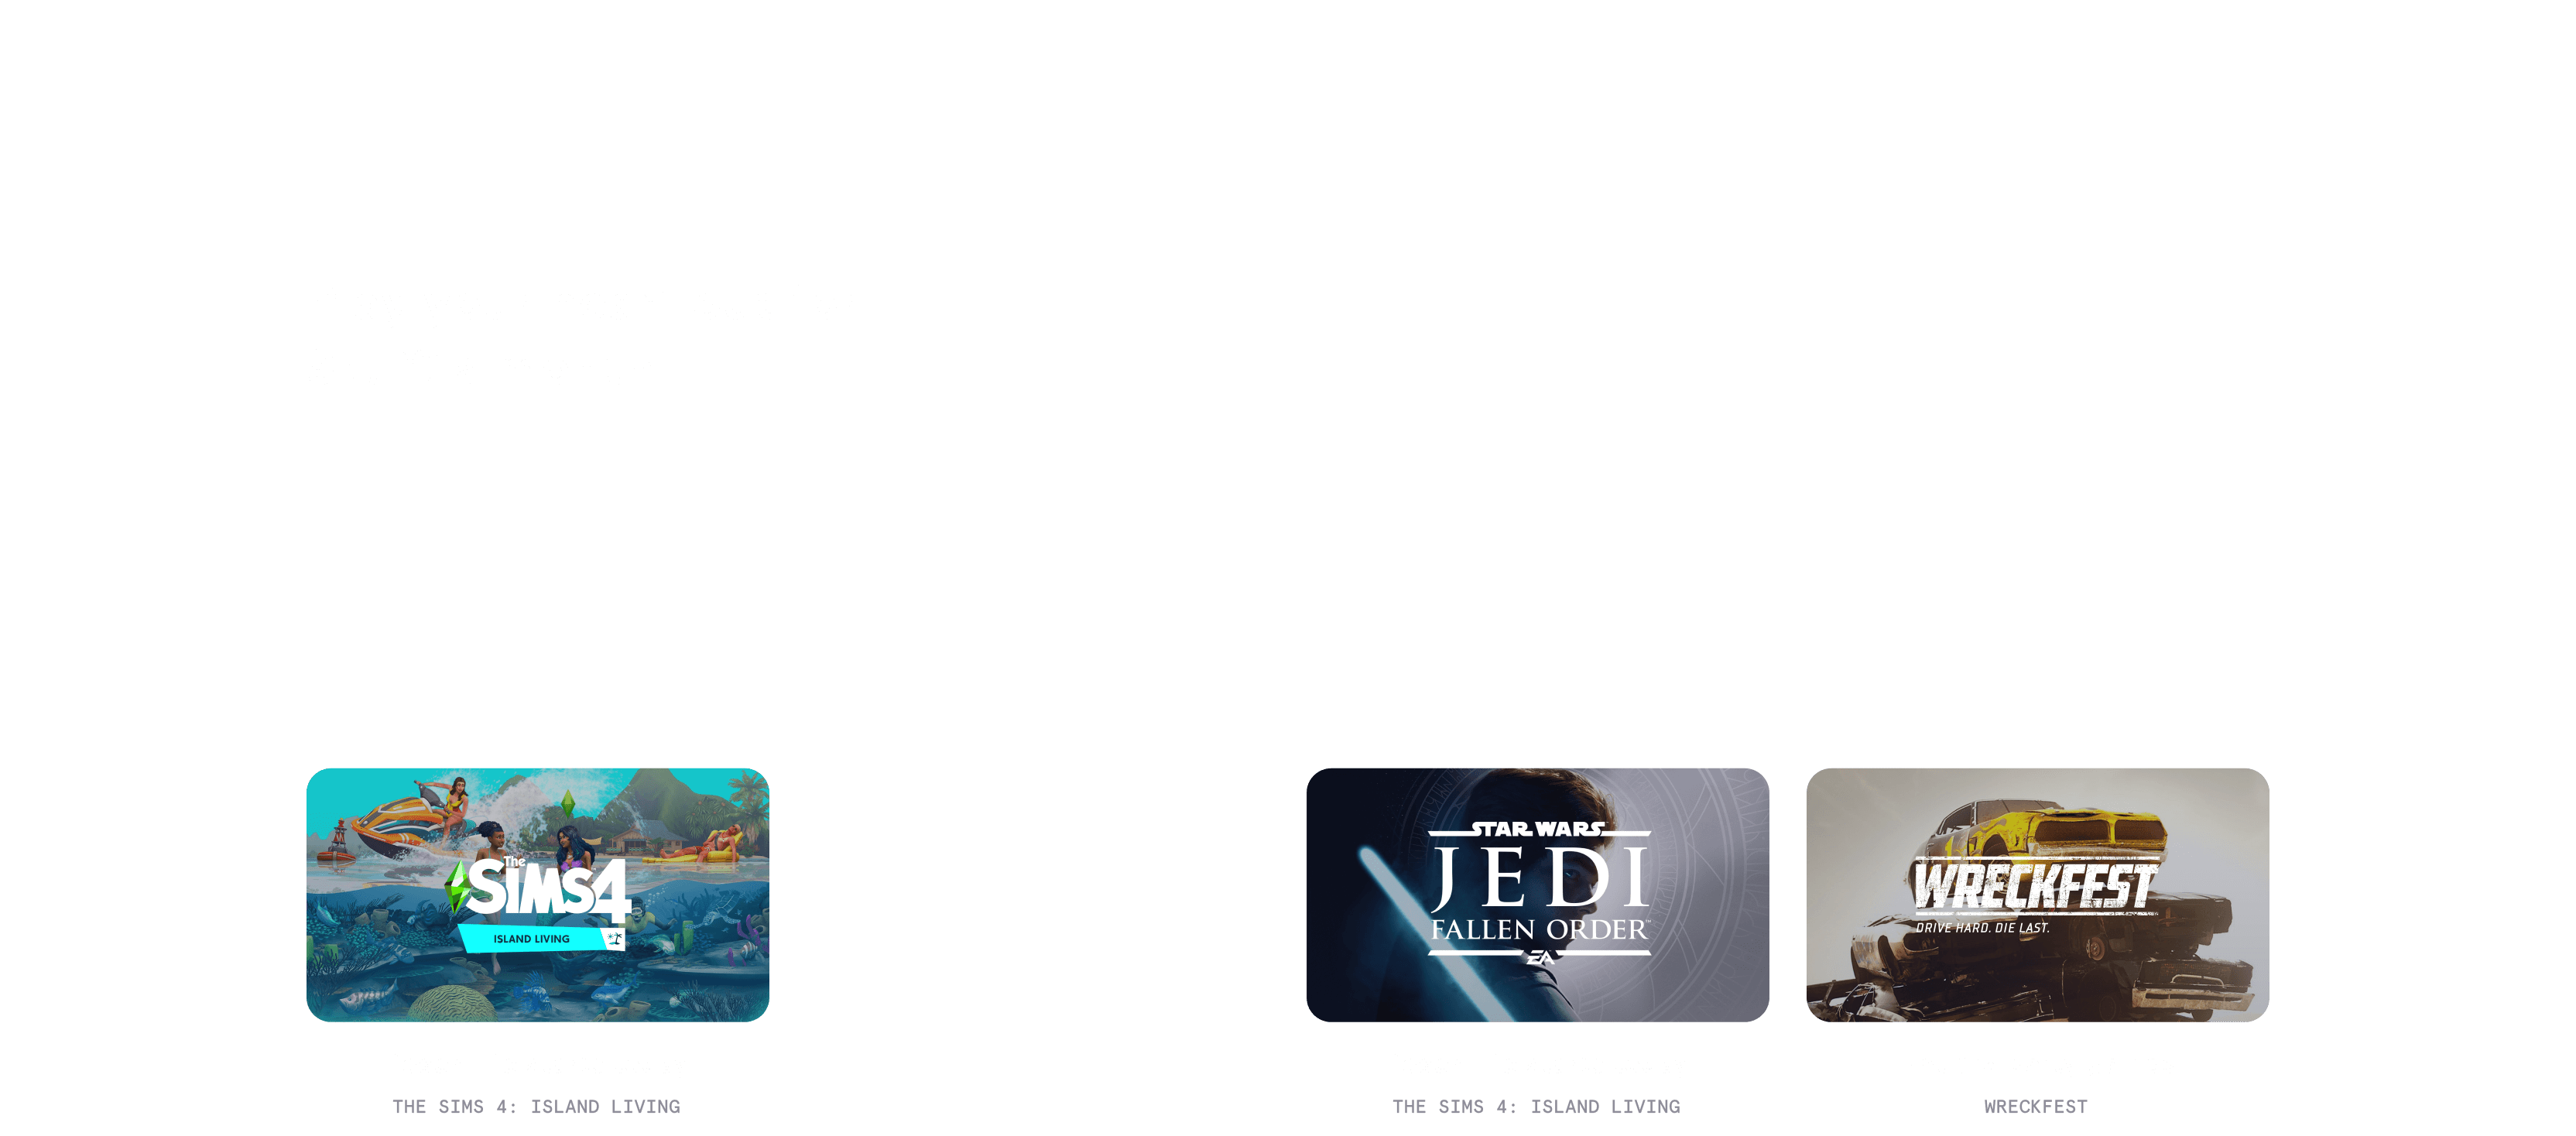 The
SIMS4
ISLAND LIVING
STAR WARS
JEDI
FALLEN ORDER™
EA
WRECKFEST
DRIVE HARD. DIE LAST.
THE SIMS 4: ISLAND LIVING
THE SIMS 4: ISLAND LIVING
WRECKFEST